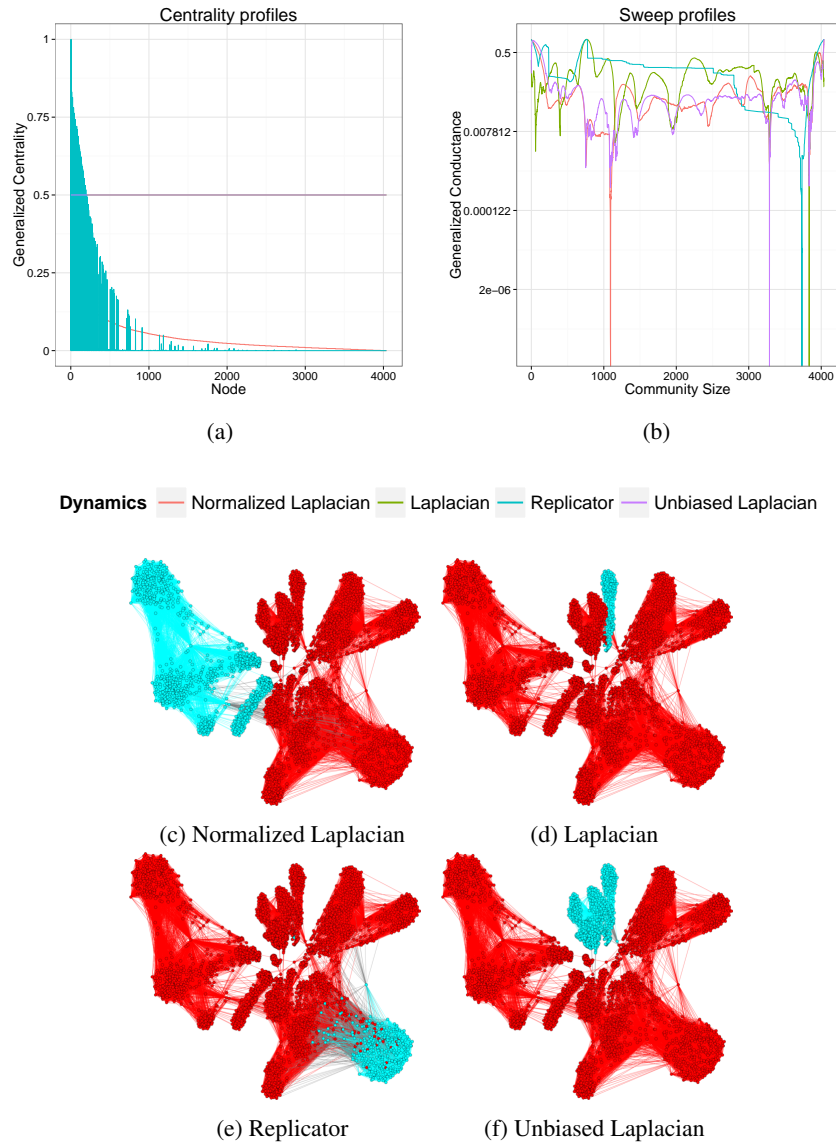 Centrality profiles
Generalized Centrality
1
0.75
0.5
0.25
0
0 1000 2000 3000 4000
Node
(a)
Sweep profiles
Generalized Conductance
0.5
0.007812
0.000122
2e−06
0 1000 2000 3000 4000
Community Size
(b)
Dynamics Normalized Laplacian Laplacian Replicator Unbiased Laplacian
(c) Normalized Laplacian
(d) Laplacian
(e) Replicator
(f) Unbiased Laplacian